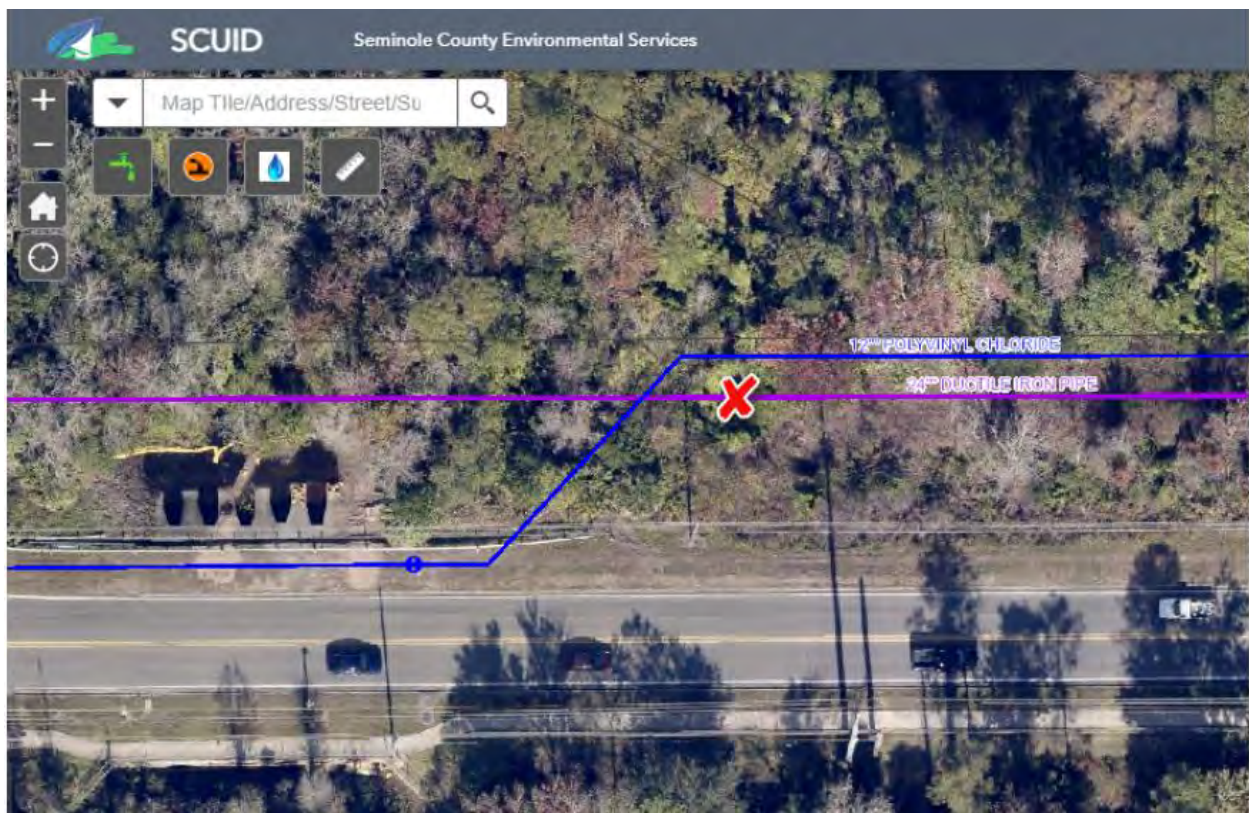 SCUID
Seminole County Environmental Services
Map Tile/Address/Street/Su
12" POLYVINYL CHLORIDE
24" DUCTILE IRON PIPE